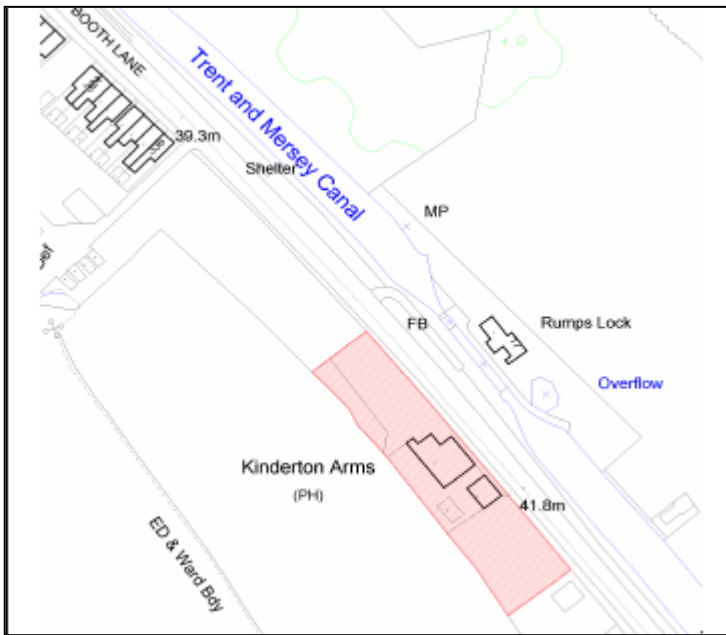 BOOTH LANE
Trent and Mersey Canal
39.3m
Shelter
MP
FB
Rumps Lock
Overflow
Kinderton Arms
(PH)
41.8m
ED & Ward Bdy